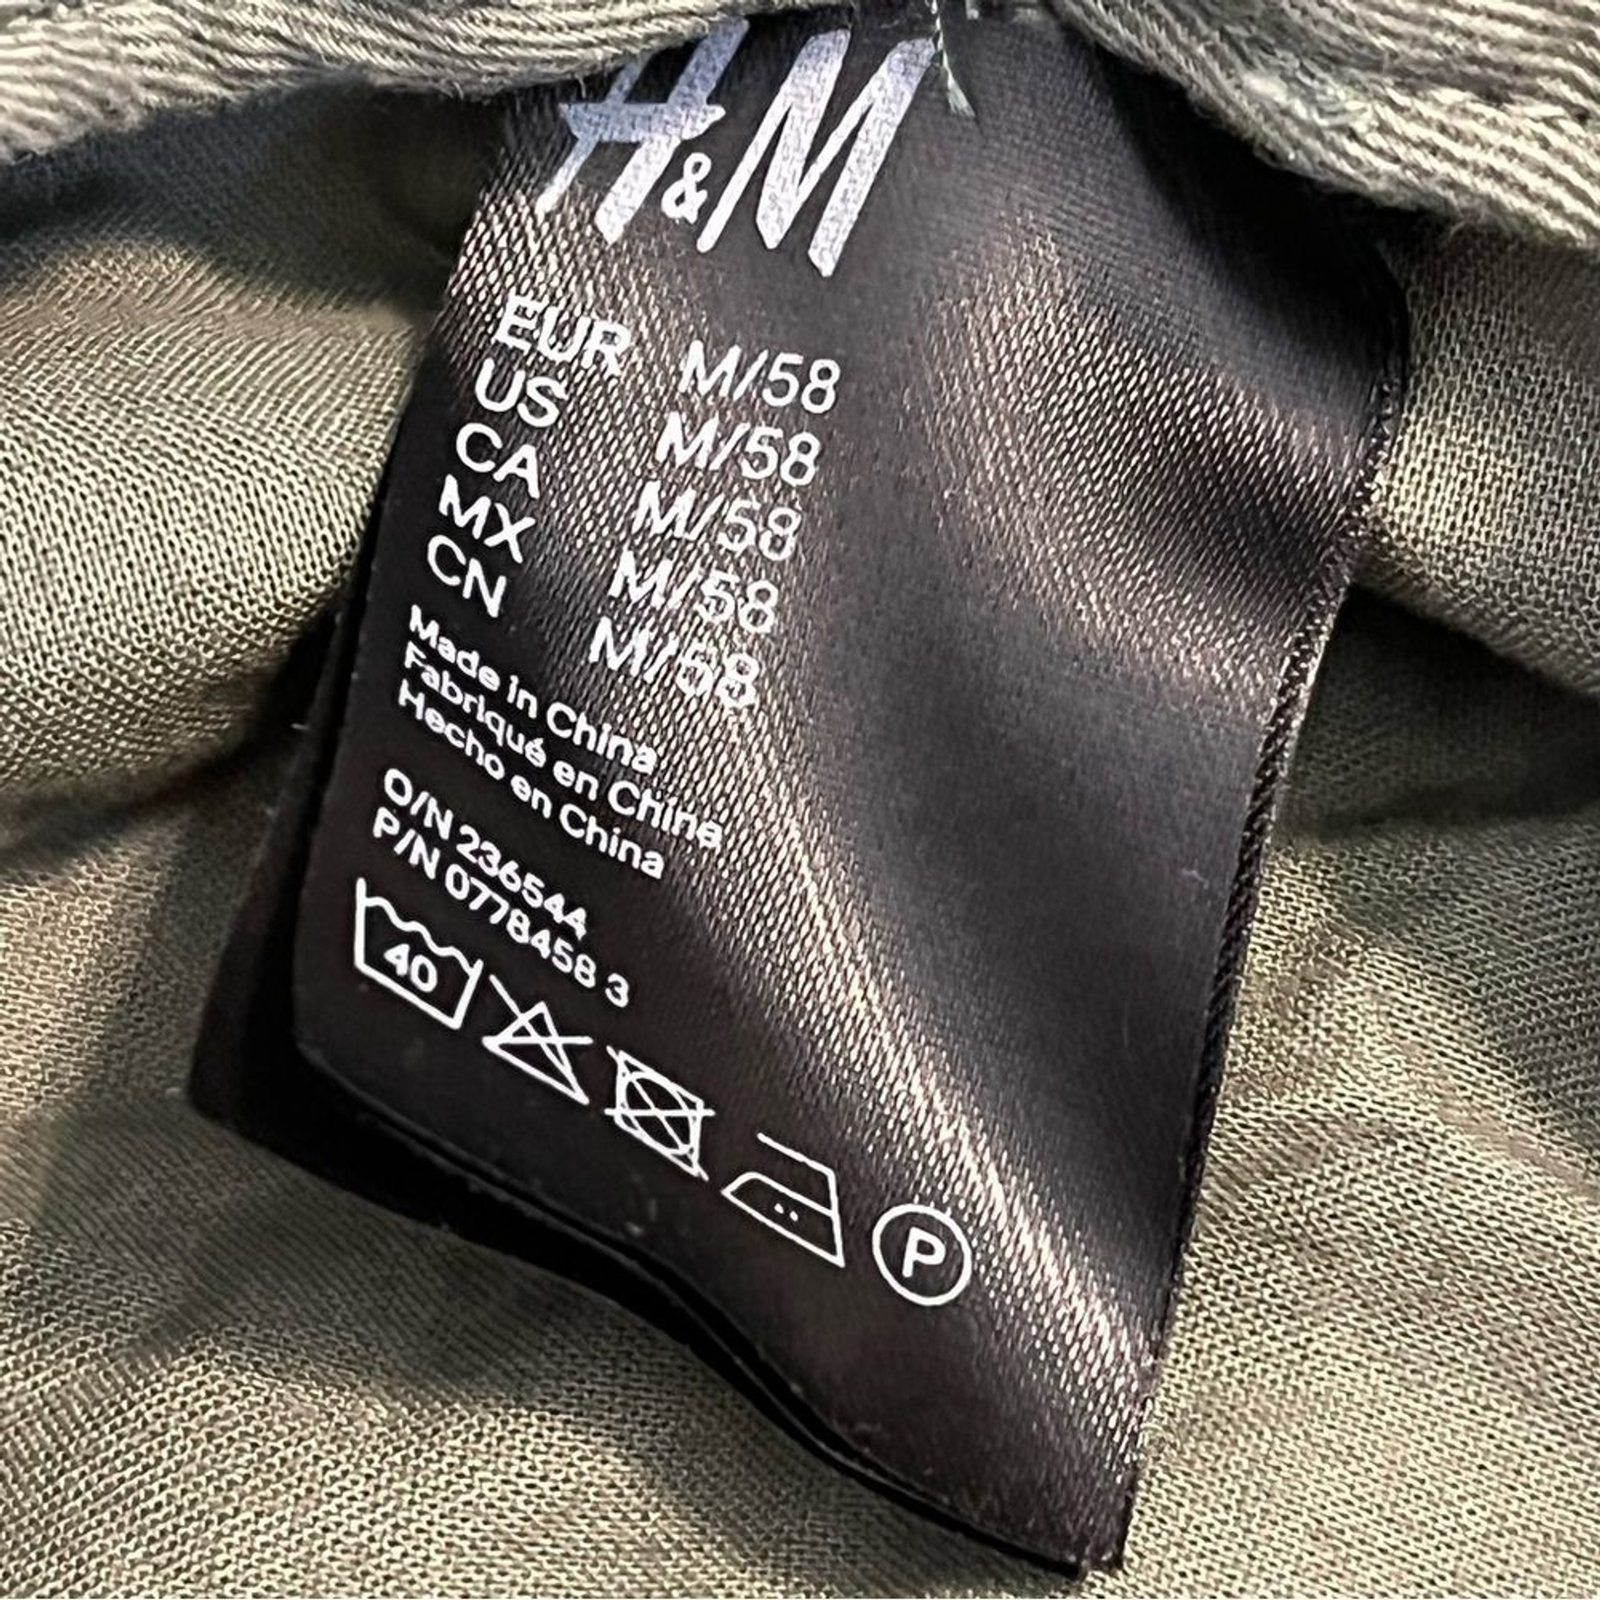 H&M
EUR M/58
US M/58
CA M/58
MX M/58
CN M/58
Made in China
Fabriqué en China
Hecho en China
O/N 236544
P/N 0778458 3
40
P